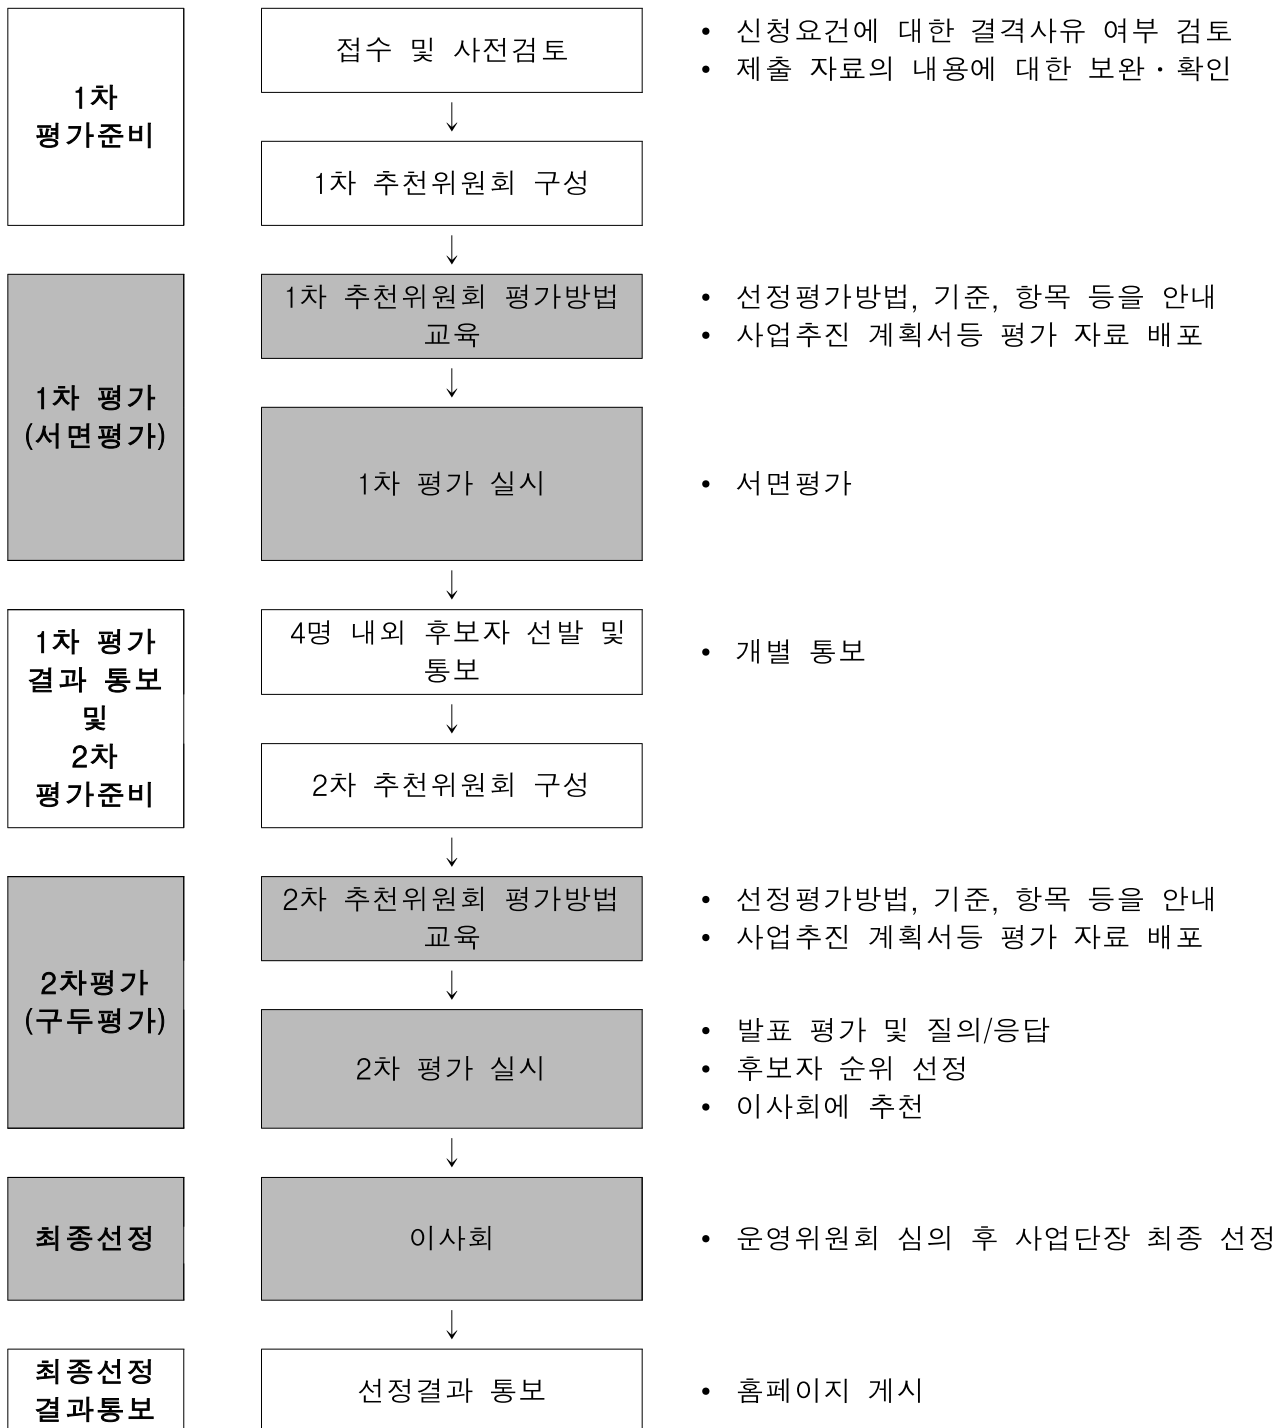 1차
평가준비
접수 및 사전검토
• 신청요건에 대한 결격사유 여부 검토
• 제출 자료의 내용에 대한 보완·확인
↓
1차 추천위원회 구성
↓
1차 평가
(서면평가)
1차 추천위원회 평가방법
교육
• 선정평가방법, 기준, 항목 등을 안내
• 사업추진 계획서등 평가 자료 배포
↓
1차 평가 실시
• 서면평가
↓
1차 평가
결과 통보
및
2차
평가준비
4명 내외 후보자 선발 및
통보
• 개별 통보
↓
2차 추천위원회 구성
↓
2차평가
(구두평가)
2차 추천위원회 평가방법
교육
• 선정평가방법, 기준, 항목 등을 안내
• 사업추진 계획서등 평가 자료 배포
↓
2차 평가 실시
• 발표 평가 및 질의/응답
• 후보자 순위 선정
• 이사회에 추천
↓
최종선정
이사회
• 운영위원회 심의 후 사업단장 최종 선정
↓
최종선정
결과통보
선정결과 통보
• 홈페이지 게시